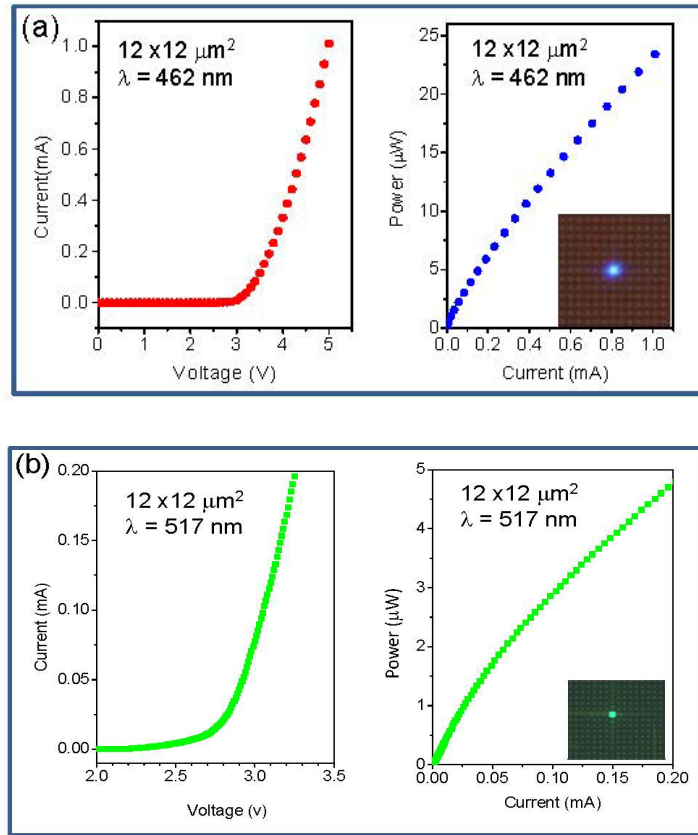 (a)
12 x12 μm²
λ = 462 nm
Current(mA)
1.0
0.8
0.6
0.4
0.2
0.0
0 1 2 3 4 5
Voltage (V)
12 x12 μm²
λ = 462 nm
Power (μW)
25
20
15
10
5
0
0.0 0.2 0.4 0.6 0.8 1.0
Current (mA)
(b)
12 x12 μm²
λ = 517 nm
Current (mA)
0.20
0.15
0.10
0.05
0.00
2.0 2.5 3.0 3.5
Voltage (v)
12 x12 μm²
λ = 517 nm
Power (μW)
5
4
3
2
1
0
0.00 0.05 0.10 0.15 0.20
Current (mA)